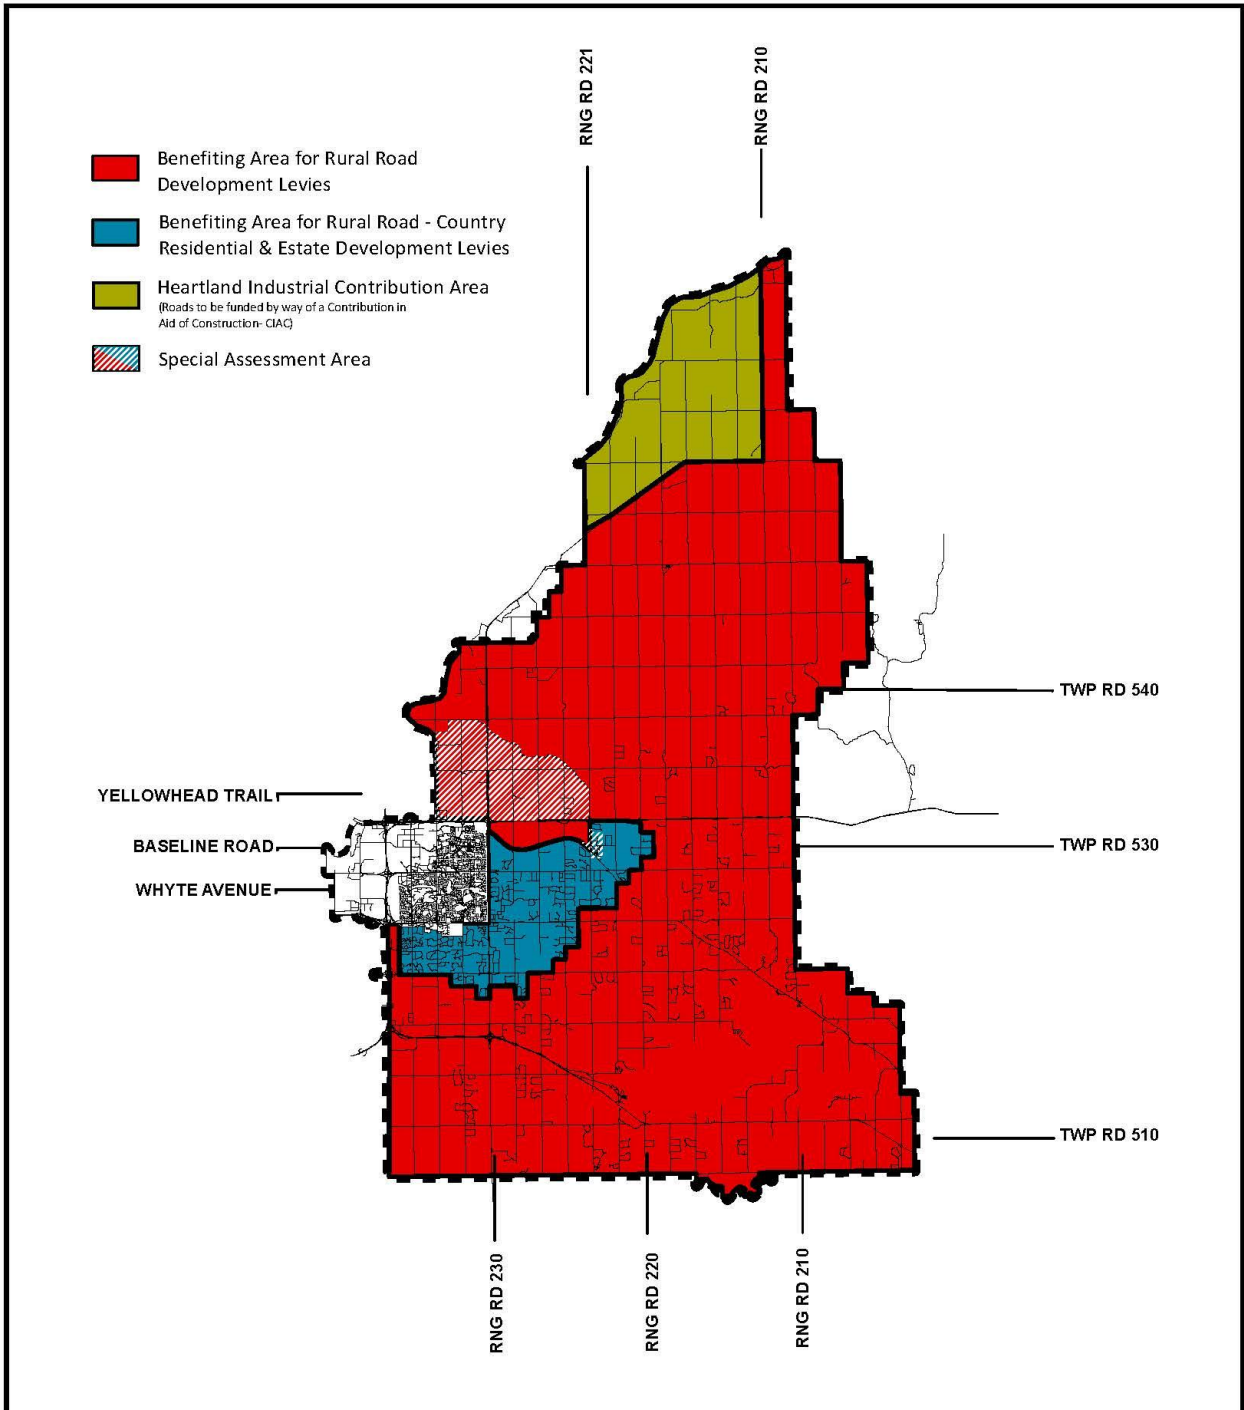 RNG RD 221
RNG RD 210
Benefiting Area for Rural Road
Development Levies
Benefiting Area for Rural Road - Country
Residential & Estate Development Levies
Heartland Industrial Contribution Area
(Roads to be funded by way of a Contribution in
Aid of Construction- CIAC)
Special Assessment Area
TWP RD 540
YELLOWHEAD TRAIL
BASELINE ROAD
TWP RD 530
WHYTE AVENUE
TWP RD 510
RNG RD 230
RNG RD 220
RNG RD 210